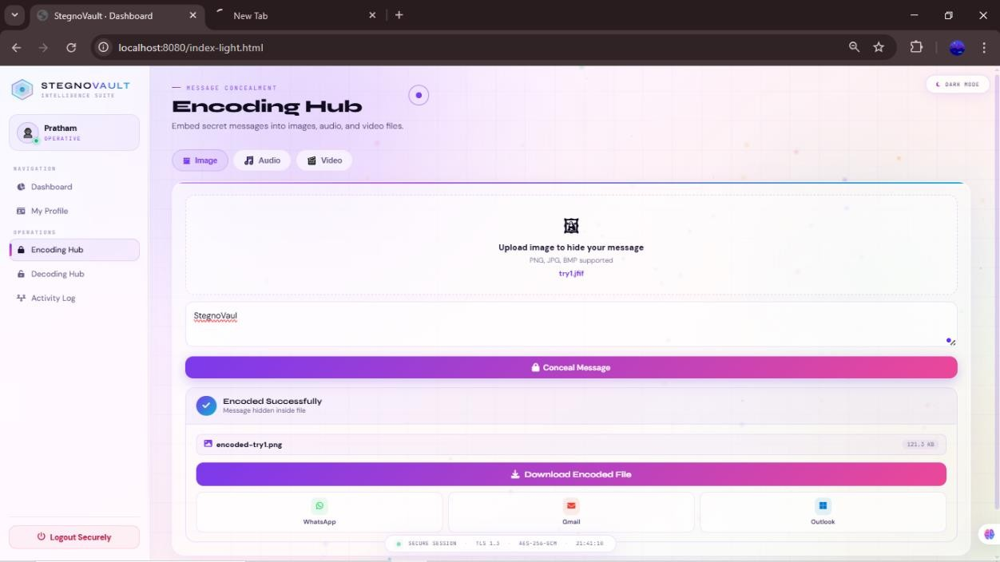 StegnoVault · Dashboard
New Tab
localhost:8080/index-light.html
STEGNOVAULT
INTELLIGENCE SUITE
Pratham
OPERATIVE
NAVIGATION
Dashboard
My Profile
OPERATIONS
Encoding Hub
Decoding Hub
Activity Log
Logout Securely
MESSAGE CONCEALMENT
Encoding Hub
Embed secret messages into images, audio, and video files.
DARK MODE
Image
Audio
Video
Upload image to hide your message
PNG, JPG, BMP supported
try1.jfif
StegnoVaul
Conceal Message
Encoded Successfully
Message hidden inside file
encoded-try1.png
121.3 KB
Download Encoded File
WhatsApp
Gmail
Outlook
SECURE SESSION · TLS 1.3 · AES-256-GCM · 21:41:10